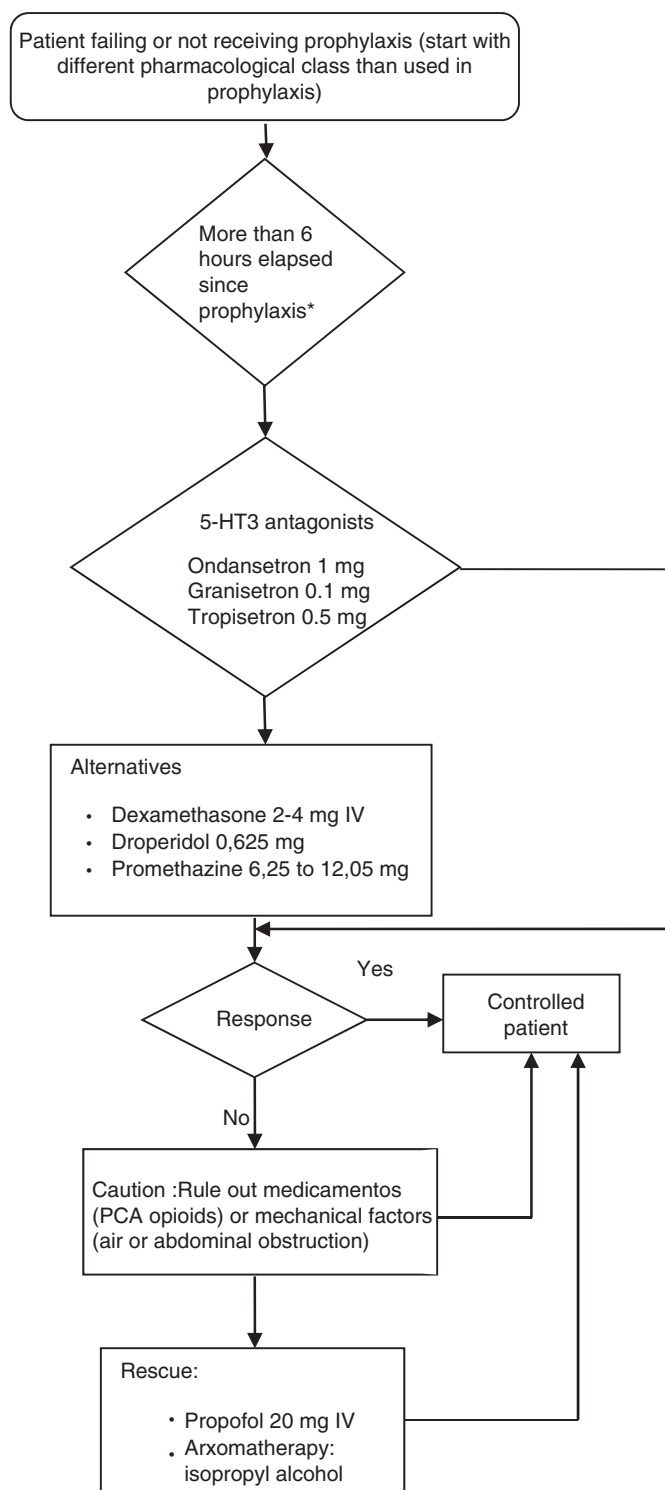 Patient failing or not receiving prophylaxis (start with
different pharmacological class than used in
prophylaxis)
More than 6
hours elapsed
since
prophylaxis*
5-HT3 antagonists
Ondansetron 1 mg
Granisetron 0.1 mg
Tropisetron 0.5 mg
Alternatives
• Dexamethasone 2-4 mg IV
• Droperidol 0,625 mg
• Promethazine 6,25 to 12,05 mg
Yes
Response
Controlled
patient
No
Caution :Rule out medicamentos
(PCA opioids) or mechanical factors
(air or abdominal obstruction)
Rescue:
• Propofol 20 mg IV
• Arxomatherapy:
isopropyl alcohol